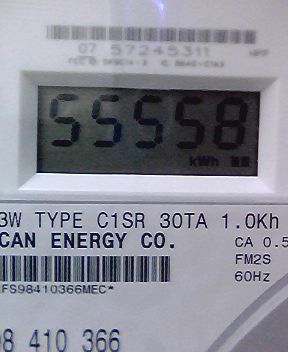 07 57245311
55558
kWh
3W TYPE C1SR 30TA 1.0Kh
CAN ENERGY CO.
CA 0.5
FM2S
60Hz
FS98410366MEC*
98 410 366